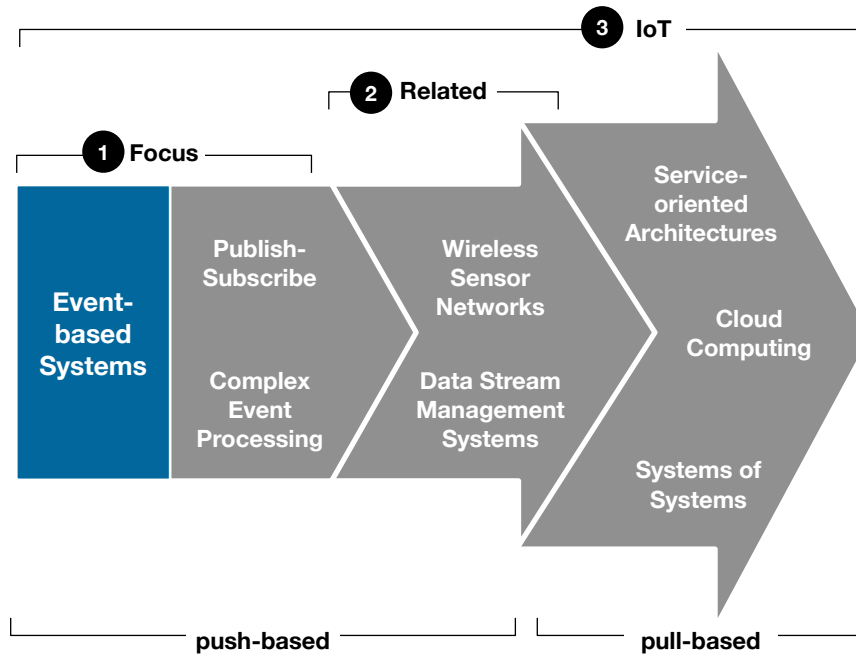 3 IoT
2 Related
1 Focus
Event-
based
Systems
Publish-
Subscribe
Complex
Event
Processing
Wireless
Sensor
Networks
Data Stream
Management
Systems
Service-
oriented
Architectures
Cloud
Computing
Systems of
Systems
push-based
pull-based